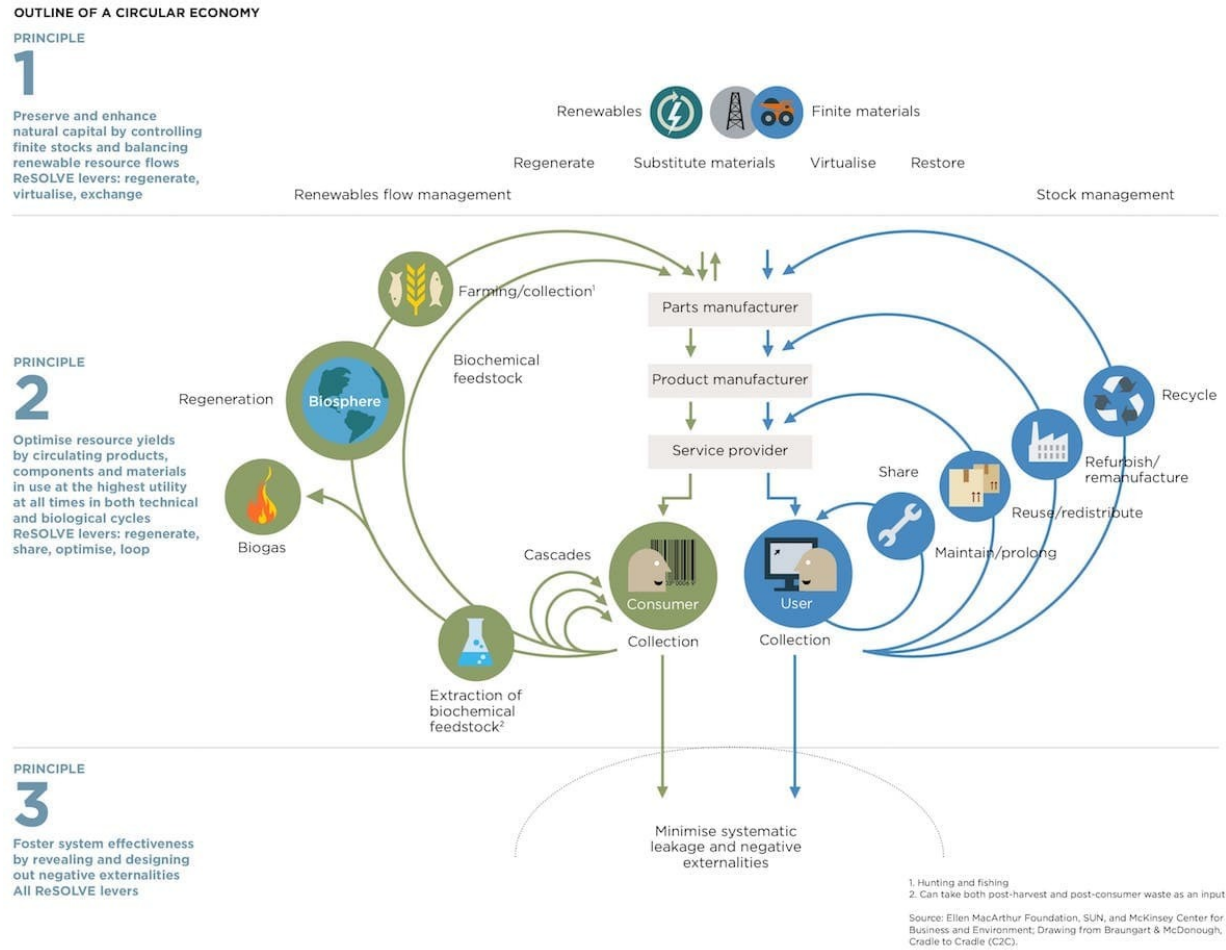 OUTLINE OF A CIRCULAR ECONOMY
PRINCIPLE
1
Preserve and enhance
natural capital by controlling
finite stocks and balancing
renewable resource flows
ReSOLVE levers: regenerate,
virtualise, exchange
Renewables
Finite materials
Regenerate
Substitute materials
Virtualise
Restore
Renewables flow management
Stock management
PRINCIPLE
2
Optimise resource yields
by circulating products,
components and materials
in use at the highest utility
at all times in both technical
and biological cycles
ReSOLVE levers: regenerate,
share, optimise, loop
Farming/collection¹
Parts manufacturer
Biochemical
feedstock
Product manufacturer
Regeneration
Biosphere
Recycle
Service provider
Share
Refurbish/
remanufacture
Reuse/redistribute
Biogas
Cascades
Maintain/prolong
Consumer
User
Collection
Collection
Extraction of
biochemical
feedstock²
PRINCIPLE
3
Foster system effectiveness
by revealing and designing
out negative externalities
All ReSOLVE levers
Minimise systematic
leakage and negative
externalities
1. Hunting and fishing
2. Can take both post-harvest and post-consumer waste as an input
Source: Ellen MacArthur Foundation, SUN, and McKinsey Center for
Business and Environment; Drawing from Braungart & McDonough,
Cradle to Cradle (C2C).